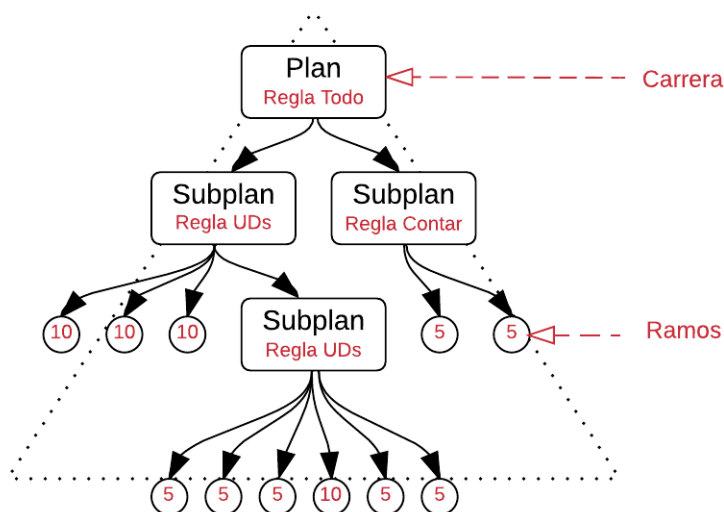 Plan
Regla Todo
Carrera
Subplan
Regla UDs
Subplan
Regla Contar
10
10
10
Subplan
Regla UDs
5
5
Ramos
5
5
5
10
5
5